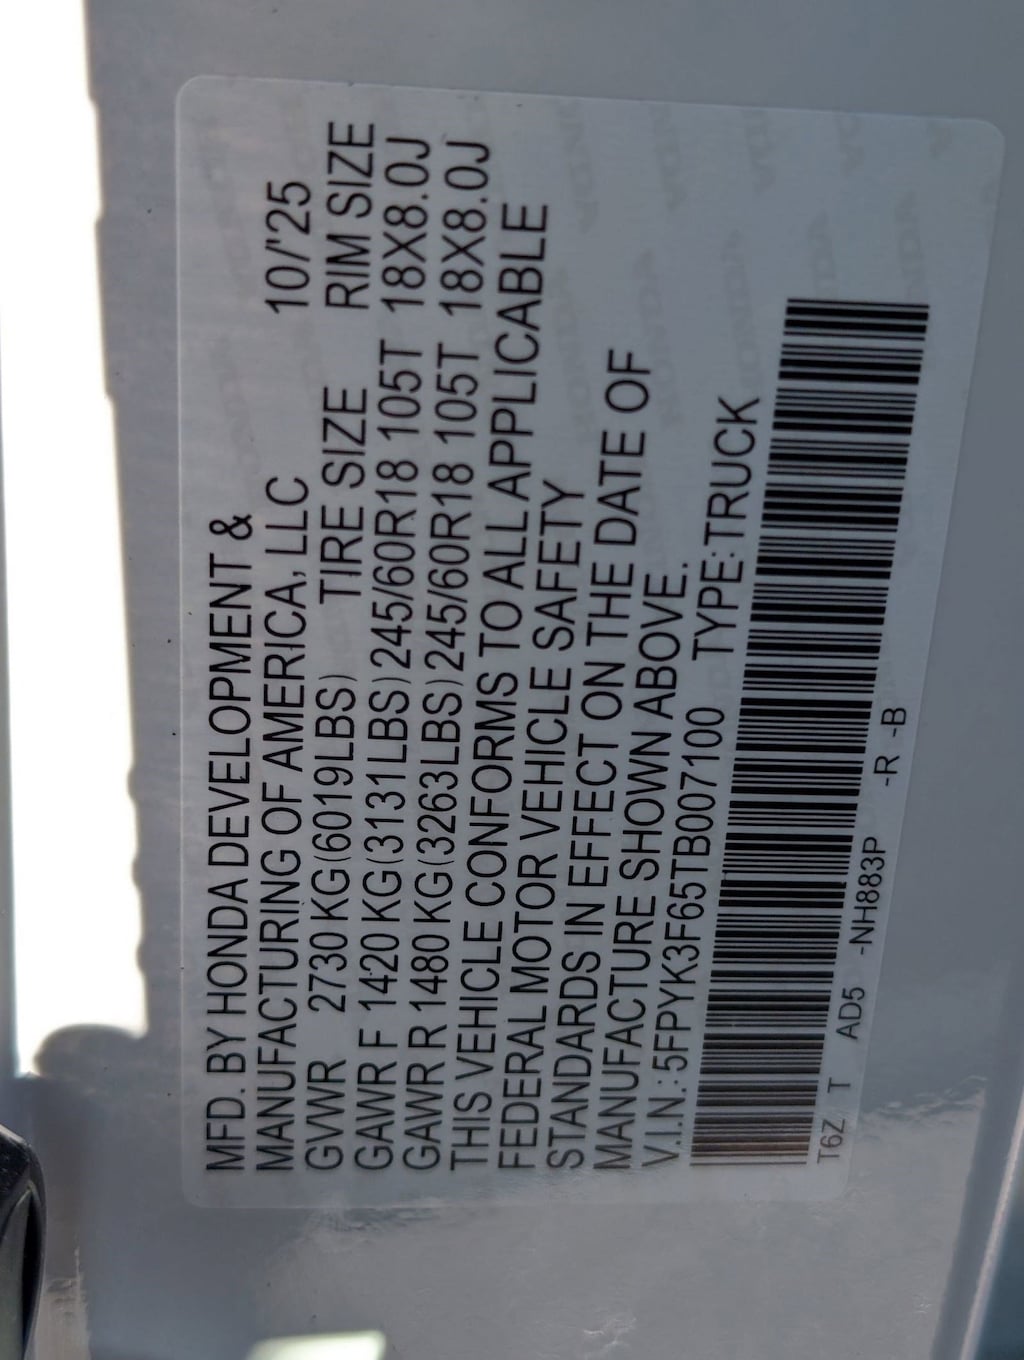 MFD. BY HONDA DEVELOPMENT &
MANUFACTURING OF AMERICA, LLC 10/'25
GVWR 2730 KG(6019LBS) TIRE SIZE RIM SIZE
GAWR F 1420 KG(3131LBS) 245/60R18 105T 18X8.0J
GAWR R 1480 KG(3263LBS) 245/60R18 105T 18X8.0J
THIS VEHICLE CONFORMS TO ALL APPLICABLE
FEDERAL MOTOR VEHICLE SAFETY
STANDARDS IN EFFECT ON THE DATE OF
MANUFACTURE SHOWN ABOVE.
V.I.N.: 5FPYK3F65TB007100 TYPE: TRUCK
T6Z T AD5 -NH883P -R -B